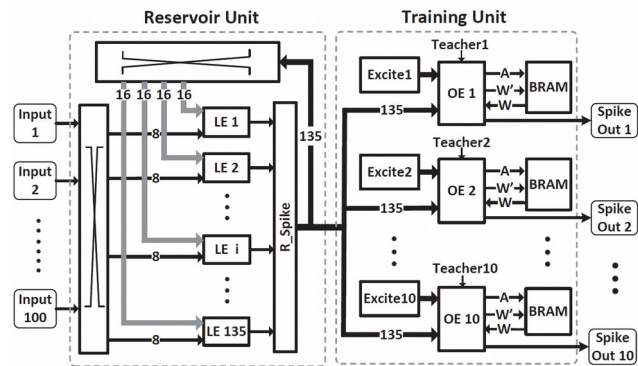 Reservoir Unit
Training Unit
16 16 16 16
Input 1
Input 2
Input 100
8
8
8
8
LE 1
LE 2
LE i
LE 135
R_Spike
135
Teacher1
Excite1
135
OE 1
A
W'
W
BRAM
Spike Out 1
Teacher2
Excite2
135
OE 2
A
W'
W
BRAM
Spike Out 2
Teacher10
Excite10
135
OE 10
A
W'
W
BRAM
Spike Out 10